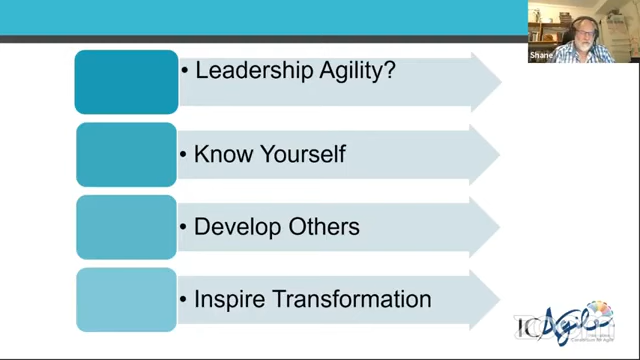 • Leadership Agility?
Shane
• Know Yourself
• Develop Others
• Inspire Transformation
ICAgile